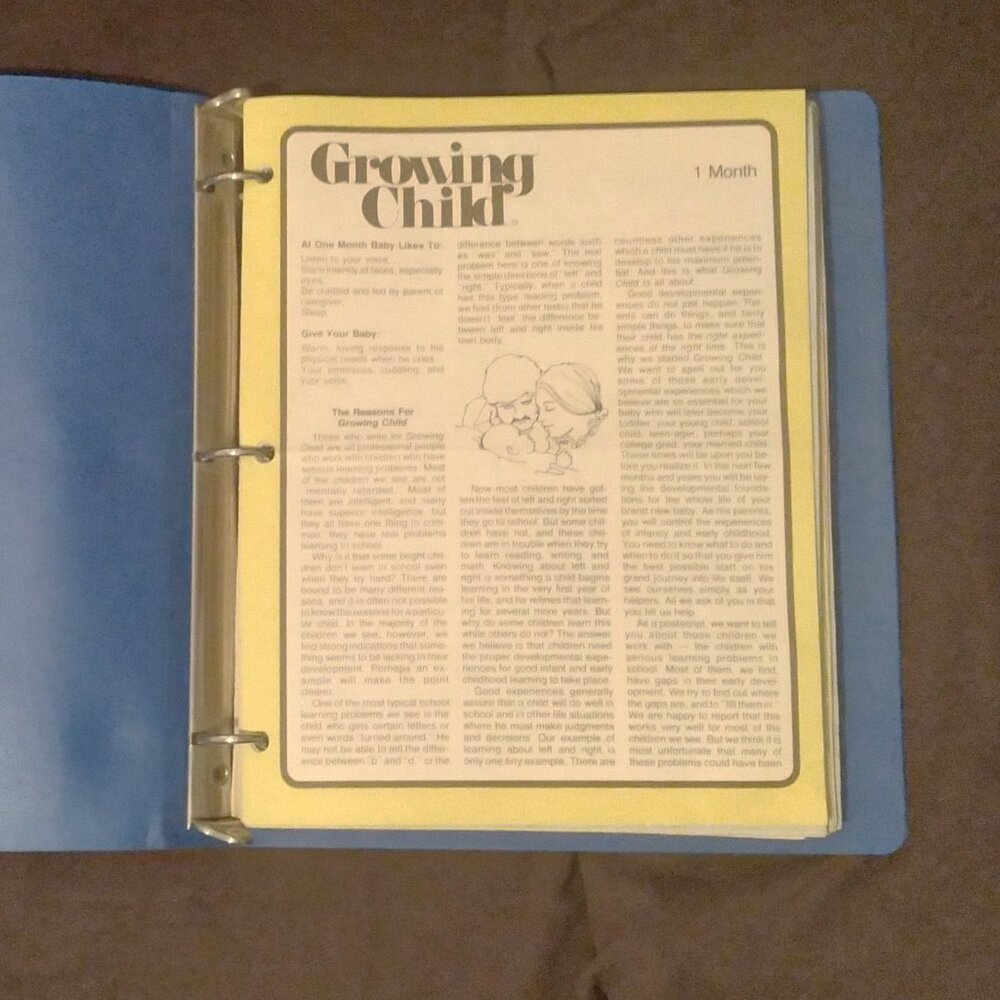 Growing
Child
1 Month
At One Month Baby Likes To:
Listen to your voice.
Stare intently at faces, especially
eyes.
Be cradled and fed by parent or
caregiver.
Sleep.
Give Your Baby:
Warm, loving response to his
physical needs when he cries.
Your embraces, cuddling, and
your voice.
The Reasons For
Growing Child
Those who write for Growing
Child are all professional people
who work with children who have
serious learning problems. Most
of the children we see are not
mentally retarded. Most of
them are intelligent, and many
have superior intelligence, but
they all have one thing in com-
mon: they have real problems
learning in school.
Why is it that some bright chil-
dren don't learn in school even
when they try hard? There are
bound to be many different rea-
sons, and it is often not possible
to know the reasons for a particu-
lar child. In the majority of the
children we see, however, we
find strong indications that some-
thing seems to be lacking in their
development. Perhaps an ex-
ample will make the point
clearer.
One of the most typical school
learning problems we see is the
child who gets certain letters or
even words "turned around." He
may not be able to tell the differ-
ence between "b" and "d," or the
difference between words such
as was and saw. The real
problem here is one of knowing
the simple directions of "left" and
right. Typically, when a child
has this type reading problem,
we find (from other tests) that he
doesn't feel the difference be-
tween left and right inside his
own body.
Now most children have got-
ten the feel of left and right sorted
out inside themselves by the time
they go to school. But some chil-
dren have not, and these chil-
dren are in trouble when they try
to learn reading, writing, and
math. Knowing about left and
right is something a child begins
learning in the very first year of
his life, and he refines that learn-
ing for several more years. But
why do some children learn this
while others do not? The answer
we believe is that children need
the proper developmental expe-
riences for good infant and early
childhood learning to take place.
Good experiences generally
assure that a child will do well in
school and in other life situations
where he must make judgments
and decisions. Our example of
learning about left and right is
only one tiny example. There are
countless other experiences
which a child must have if he is to
develop to his maximum poten-
tial. And this is what Growing
Child is all about.
Good developmental experi-
ences do not just happen. Par-
ents can do things, and fairly
simple things, to make sure that
their child has the right experi-
ences at the right time. This is
why we started Growing Child.
We want to spell out for you
some of those early devel-
opmental experiences which we
believe are so essential for your
baby who will later become your
toddler, your young child, school
child, teen-ager, perhaps your
college grad, your married child.
These times will be upon you be-
fore you realize it. In the next few
months and years you will be lay-
ing the developmental founda-
tions for the whole life of your
brand new baby. As his parents,
you will control the experiences
of infancy and early childhood.
You need to know what to do and
when to do it so that you give him
the best possible start on his
grand journey into life itself. We
see ourselves simply as your
helpers. All we ask of you is that
you let us help.
As a postscript, we want to tell
you about those children we
work with — the children with
serious learning problems in
school. Most of them, we find,
have gaps in their early devel-
opment. We try to find out where
the gaps are, and to "fill them in."
We are happy to report that this
works very well for most of the
children we see. But we think it is
most unfortunate that many of
these problems could have been